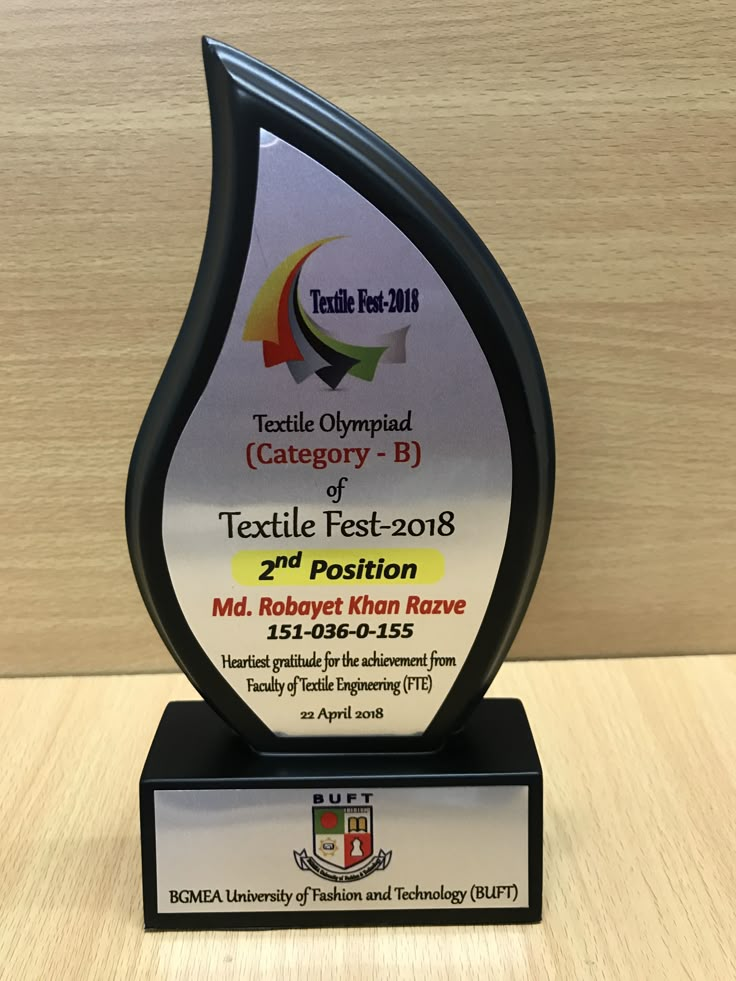 Textile Fest-2018
Textile Olympiad
(Category - B)
of
Textile Fest-2018
2nd Position
Md. Robayet Khan Razve
151-036-0-155
Heartiest gratitude for the achievement from
Faculty of Textile Engineering (FTE)
22 April 2018
BUFT
BGMEA University of Fashion and Technology (BUFT)